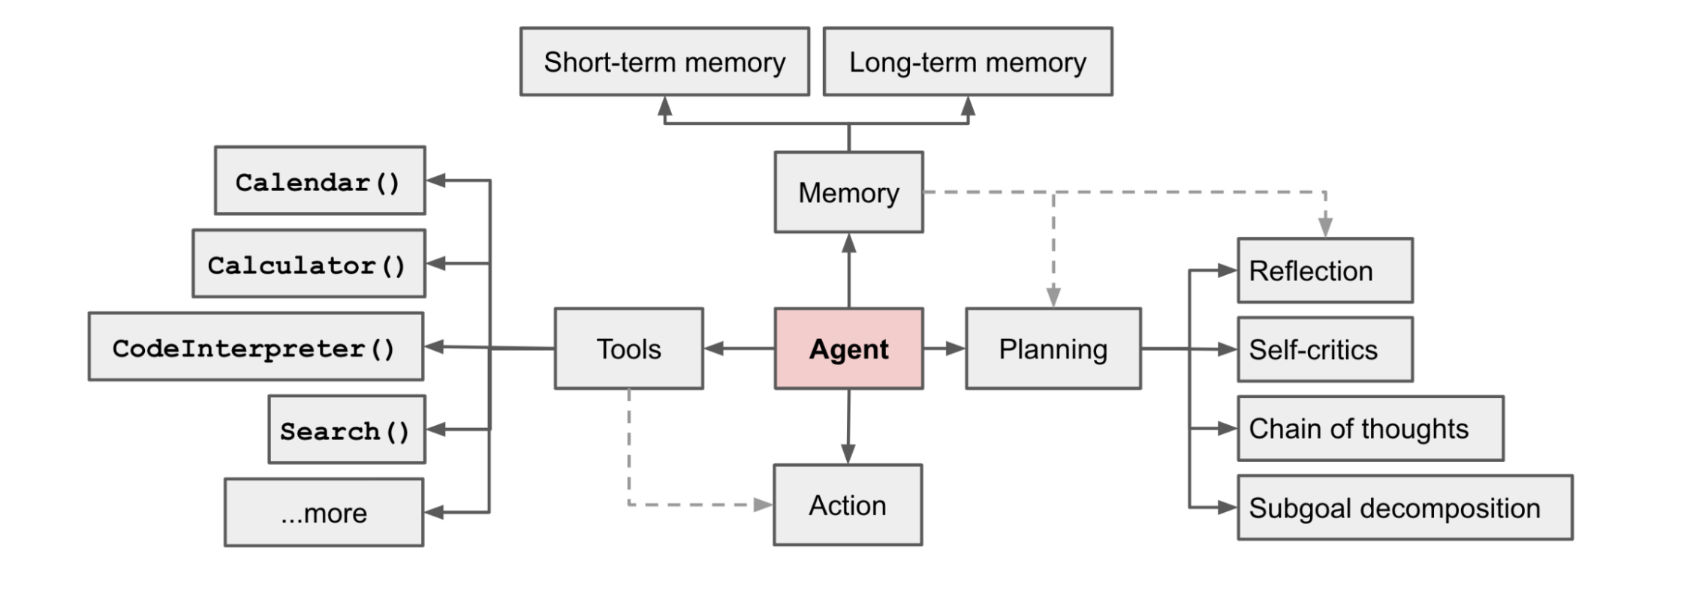 Short-term memory
Long-term memory
Calendar()
Memory
Calculator()
Reflection
CodeInterpreter()
Tools
Agent
Planning
Self-critics
Search()
Chain of thoughts
...more
Action
Subgoal decomposition